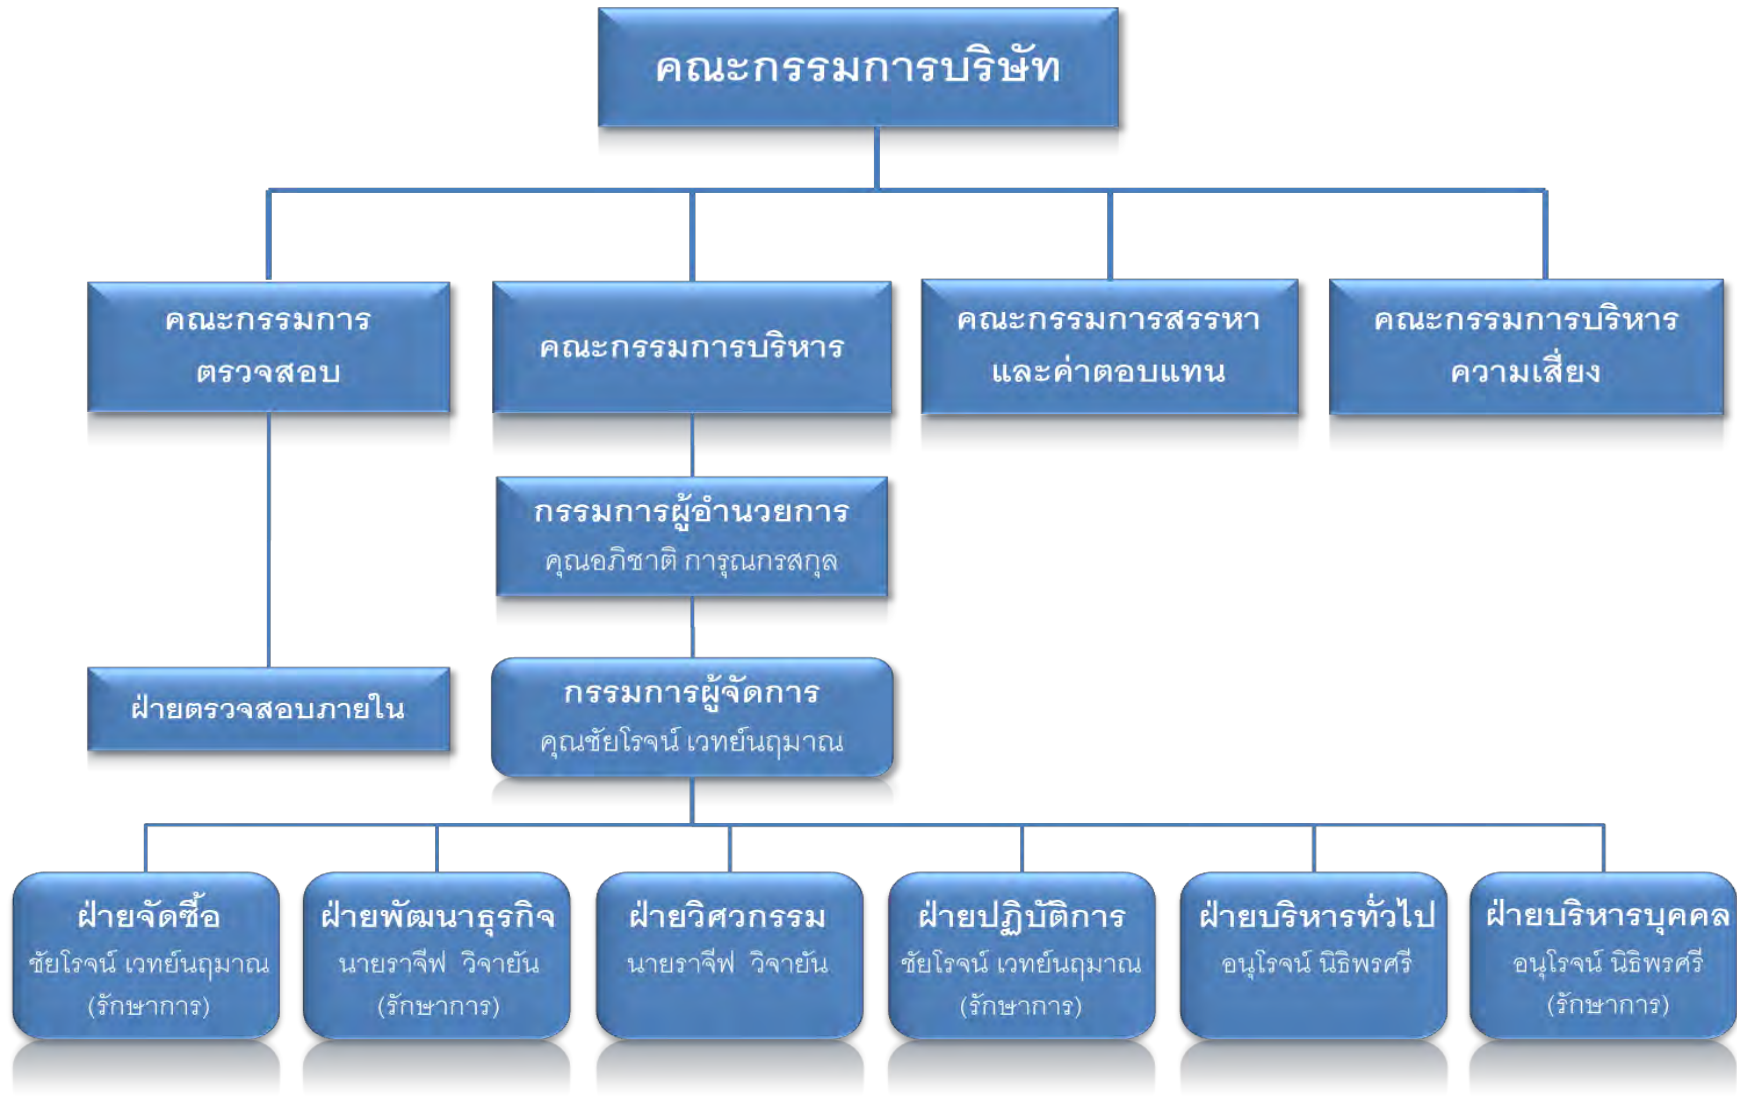 คณะกรรมการบริษัท
คณะกรรมการ
ตรวจสอบ
คณะกรรมการบริหาร
คณะกรรมการสรรหา
และค่าตอบแทน
คณะกรรมการบริหาร
ความเสี่ยง
กรรมการผู้อำนวยการ
คุณอภิชาติ การุณกรสกุล
ฝ่ายตรวจสอบภายใน
กรรมการผู้จัดการ
คุณชัยโรจน์ เวทย์นฤมาณ
ฝ่ายจัดซื้อ
ชัยโรจน์ เวทย์นฤมาณ
(รักษาการ)
ฝ่ายพัฒนาธุรกิจ
นายราจีฟ วิจายัน
(รักษาการ)
ฝ่ายวิศวกรรม
นายราจีฟ วิจายัน
ฝ่ายปฏิบัติการ
ชัยโรจน์ เวทย์นฤมาณ
(รักษาการ)
ฝ่ายบริหารทั่วไป
อนุโรจน์ นิธิพรศรี
ฝ่ายบริหารบุคคล
อนุโรจน์ นิธิพรศรี
(รักษาการ)